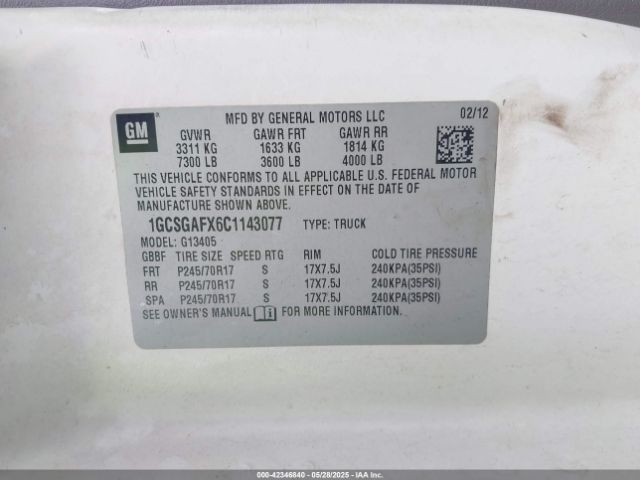 GM
MFD BY GENERAL MOTORS LLC 02/12
GVWR GAWR FRT GAWR RR
3311 KG 1633 KG 1814 KG
7300 LB 3600 LB 4000 LB
THIS VEHICLE CONFORMS TO ALL APPLICABLE U.S. FEDERAL MOTOR
VEHICLE SAFETY STANDARDS IN EFFECT ON THE DATE OF
MANUFACTURE SHOWN ABOVE.
1GCSGAFX6C1143077 TYPE: TRUCK
MODEL: G13405
GBBF TIRE SIZE SPEED RTG RIM COLD TIRE PRESSURE
FRT P245/70R17 S 17X7.5J 240KPA(35PSI)
RR P245/70R17 S 17X7.5J 240KPA(35PSI)
SPA P245/70R17 S 17X7.5J 240KPA(35PSI)
SEE OWNER'S MANUAL FOR MORE INFORMATION.
000-42346840 - 05/28/2025 - IAAI.COM